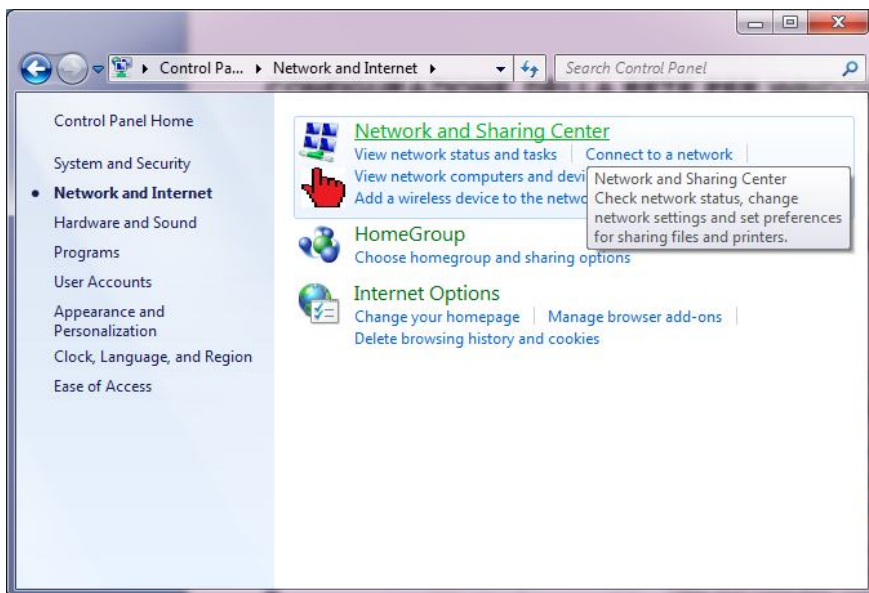 Control Pa... Network and Internet
Search Control Panel
Control Panel Home
System and Security
Network and Internet
Hardware and Sound
Programs
User Accounts
Appearance and
Personalization
Clock, Language, and Region
Ease of Access
Network and Sharing Center
View network status and tasks Connect to a network
View network computers and devi
Add a wireless device to the netwo
Network and Sharing Center
Check network status, change
network settings and set preferences
for sharing files and printers.
HomeGroup
Choose homegroup and sharing options
Internet Options
Change your homepage Manage browser add-ons
Delete browsing history and cookies